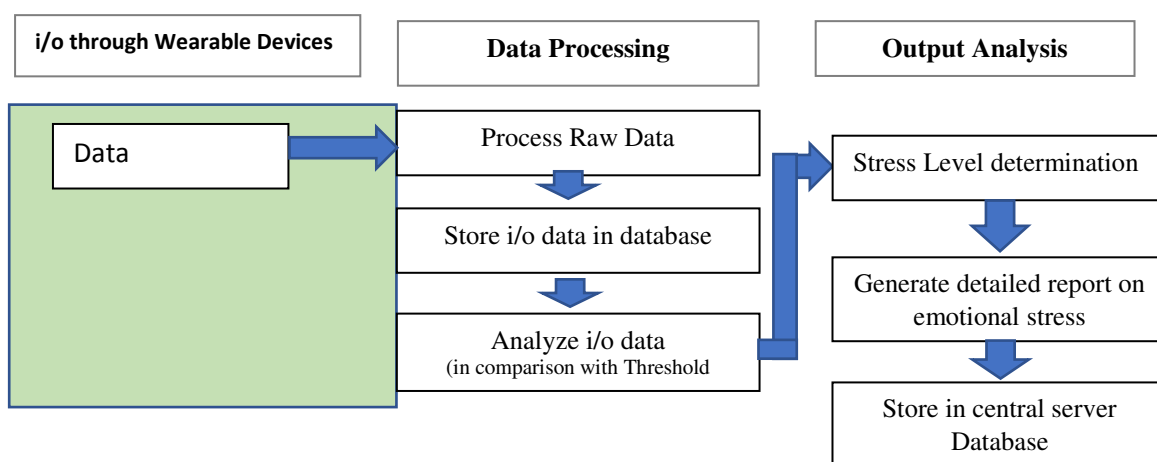 i/o through Wearable Devices
Data
Data Processing
Process Raw Data
Store i/o data in database
Analyze i/o data
(in comparison with Threshold
Output Analysis
Stress Level determination
Generate detailed report on
emotional stress
Store in central server
Database